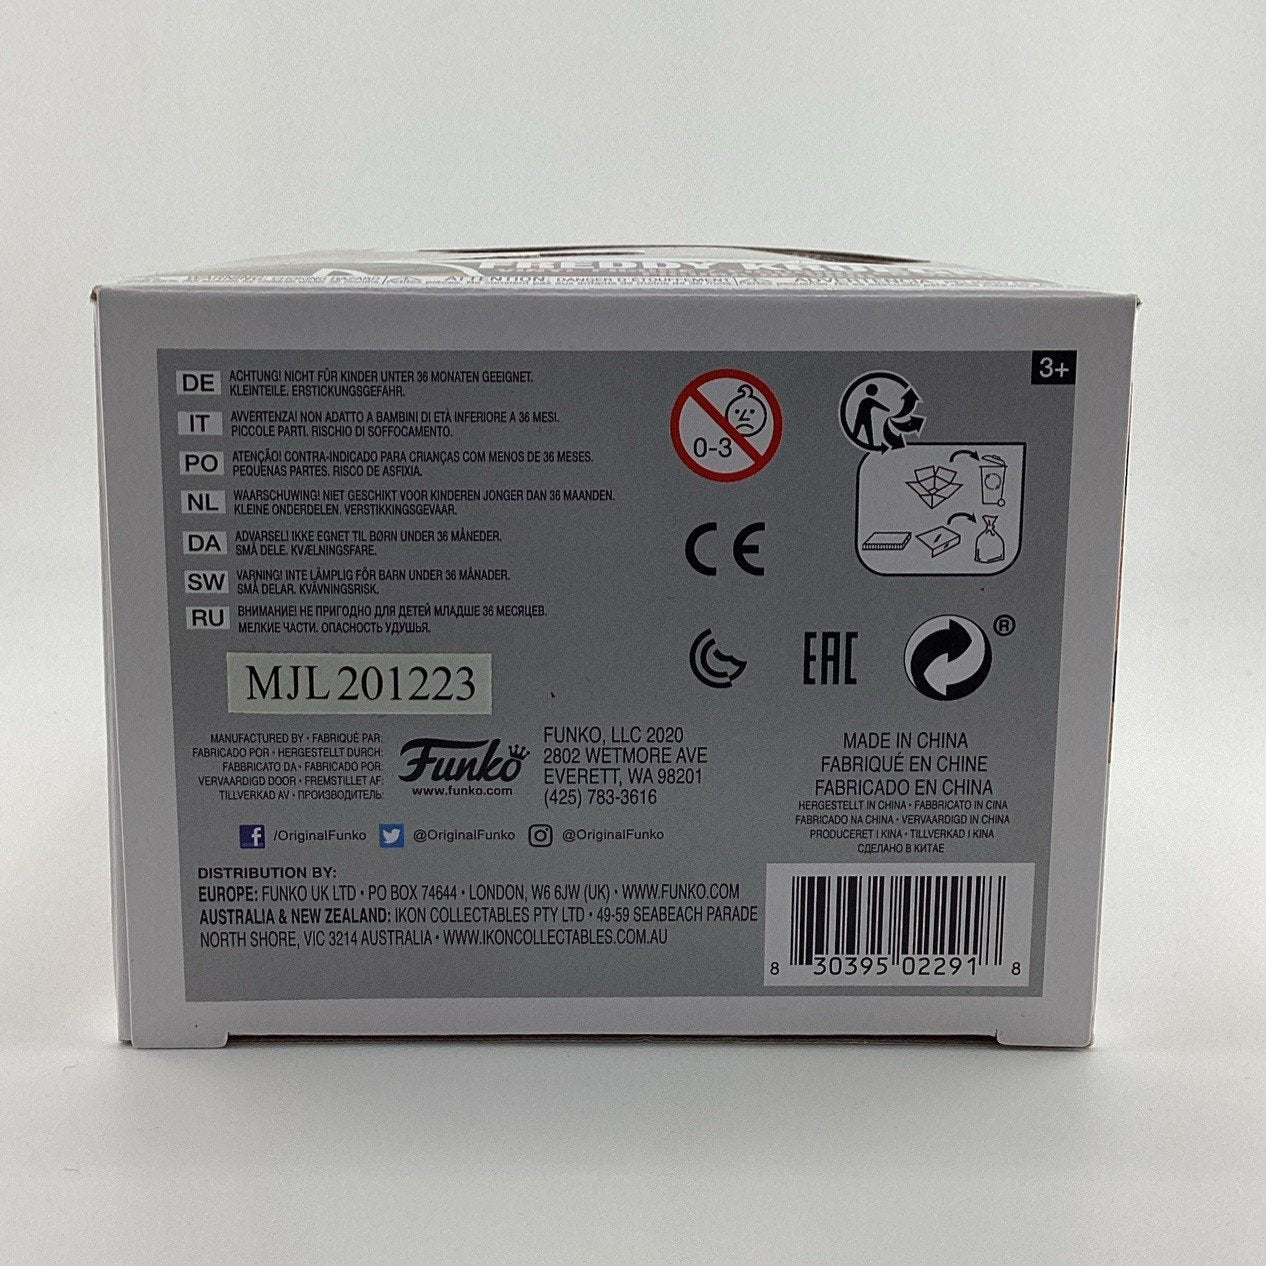 FREDDY KRUEGER
ATTENTION:
3+
DE ACHTUNG! NICHT FÜR KINDER UNTER 36 MONATEN GEEIGNET.
KLEINTEILE. ERSTICKUNGSGEFAHR.
IT AVVERTENZA! NON ADATTO A BAMBINI DI ETÀ INFERIORE A 36 MESI.
PICCOLE PARTI. RISCHIO DI SOFFOCAMENTO.
PO ATENÇÃO! CONTRA-INDICADO PARA CRIANÇAS COM MENOS DE 36 MESES.
PEQUENAS PARTES. RISCO DE ASFIXIA.
NL WAARSCHUWING! NIET GESCHIKT VOOR KINDEREN JONGER DAN 36 MAANDEN.
KLEINE ONDERDELEN. VERSTIKKINGSGEVAAR.
DA ADVARSEL! IKKE EGNET TIL BØRN UNDER 36 MÅNEDER.
SMÅ DELE. KVÆLNINGSFARE.
SW VARNING! INTE LÄMPLIG FÖR BARN UNDER 36 MÅNADER.
SMÅ DELAR. KVÄVNINGSRISK.
RU ВНИМАНИЕ! НЕ ПРИГОДНО ДЛЯ ДЕТЕЙ МЛАДШЕ 36 МЕСЯЦЕВ.
МЕЛКИЕ ЧАСТИ. ОПАСНОСТЬ УДУШЬЯ.
0-3
CE
EAC
®
MJL 201223
MANUFACTURED BY • FABRIQUÉ PAR:
FABRICADO POR • HERGESTELLT DURCH:
FABBRICATO DA • FABRICADO POR:
VERVAARDIGD DOOR • FREMSTILLET AF:
TILLVERKAD AV • ПРОИЗВОДИТЕЛЬ:
Funko
www.funko.com
FUNKO, LLC 2020
2802 WETMORE AVE
EVERETT, WA 98201
(425) 783-3616
/OriginalFunko @OriginalFunko @OriginalFunko
MADE IN CHINA
FABRIQUÉ EN CHINE
FABRICADO EN CHINA
HERGESTELLT IN CHINA • FABBRICATO IN CINA
FABRICADO NA CHINA • VERVAARDIGD IN CHINA
PRODUCERET I KINA • TILLVERKAD I KINA
СДЕЛАНО В КИТАЕ
DISTRIBUTION BY:
EUROPE: FUNKO UK LTD • PO BOX 74644 • LONDON, W6 6JW (UK) • WWW.FUNKO.COM
AUSTRALIA & NEW ZEALAND: IKON COLLECTABLES PTY LTD • 49-59 SEABEACH PARADE
NORTH SHORE, VIC 3214 AUSTRALIA • WWW.IKONCOLLECTABLES.COM.AU
8 30395 02291 8